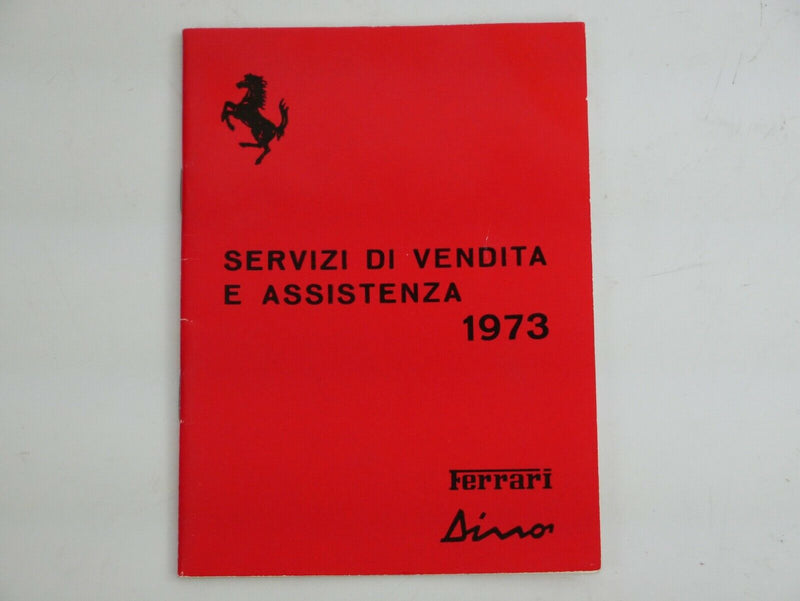 SERVIZI DI VENDITA
E ASSISTENZA
1973
Ferrari
Dino